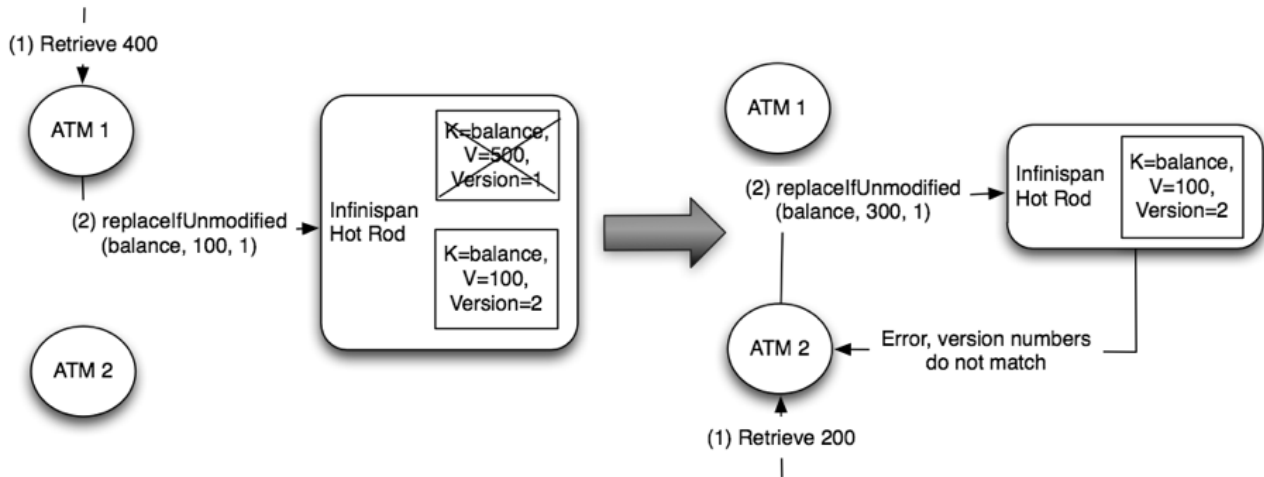 (1) Retrieve 400
ATM 1
(2) replaceIfUnmodified
(balance, 100, 1)
ATM 2
Infinispan
Hot Rod
K=balance,
V=500,
Version=1
K=balance,
V=100,
Version=2
ATM 1
(2) replaceIfUnmodified
(balance, 300, 1)
Infinispan
Hot Rod
K=balance,
V=100,
Version=2
ATM 2
Error, version numbers
do not match
(1) Retrieve 200